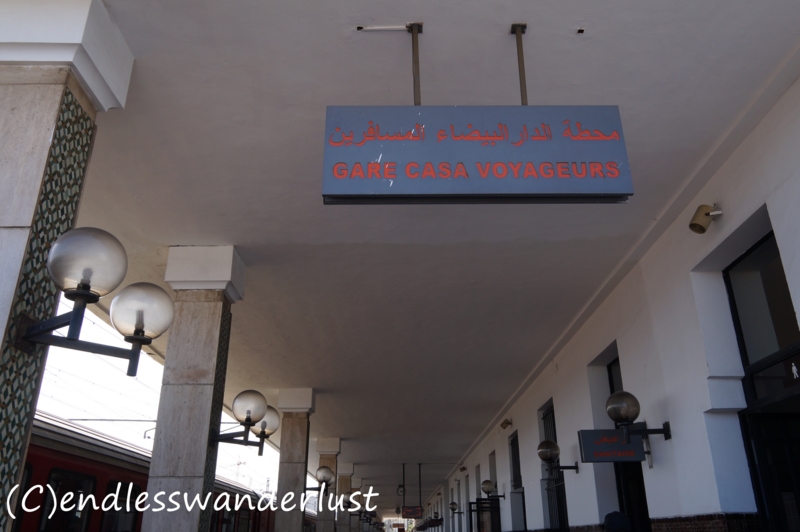 محطة الدار البيضاء المسافرين
GARE CASA VOYAGEURS
(C)endlesswanderlust